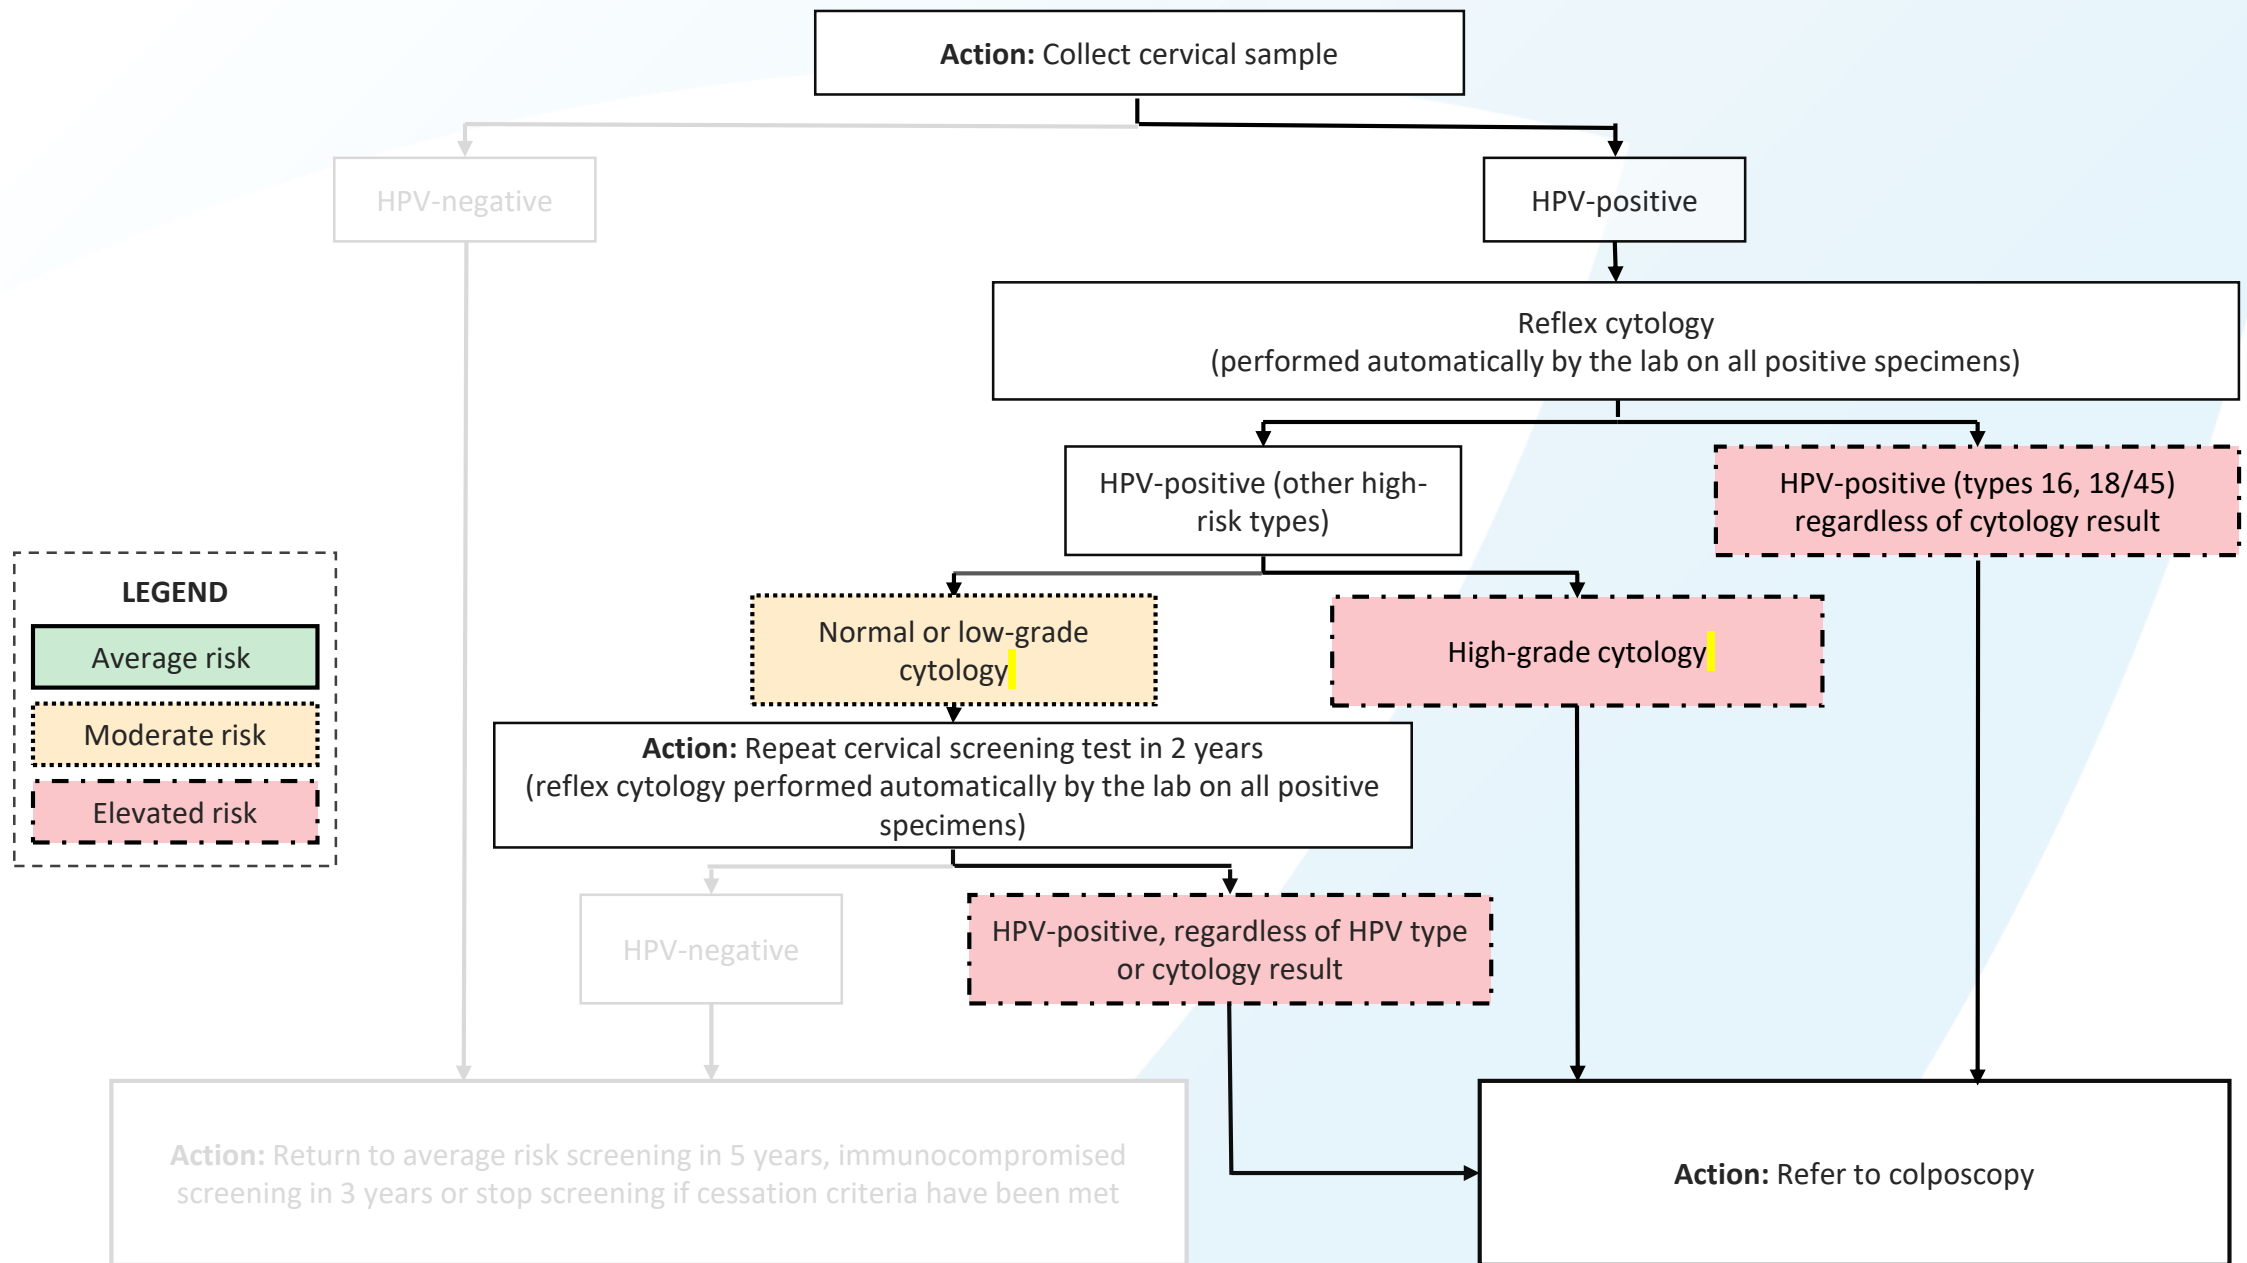 Action: Collect cervical sample
HPV-negative
HPV-positive
Reflex cytology
(performed automatically by the lab on all positive specimens)
HPV-positive (other high-
risk types)
HPV-positive (types 16, 18/45)
regardless of cytology result
LEGEND
Average risk
Moderate risk
Elevated risk
Normal or low-grade
cytology
High-grade cytology
Action: Repeat cervical screening test in 2 years
(reflex cytology performed automatically by the lab on all positive
specimens)
HPV-negative
HPV-positive, regardless of HPV type
or cytology result
Action: Return to average risk screening in 5 years, immunocompromised
screening in 3 years or stop screening if cessation criteria have been met
Action: Refer to colposcopy